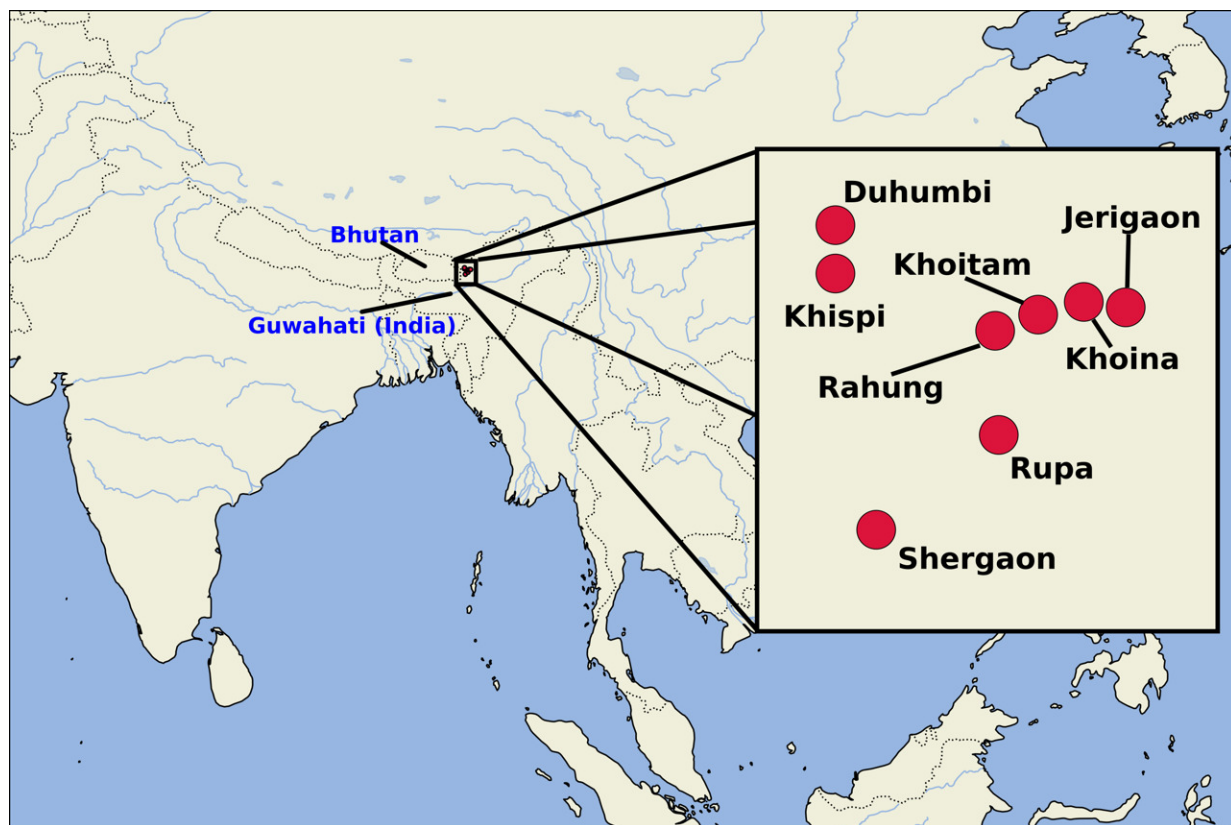 Duhumbi
Jerigaon
Bhutan
Khoitam
Khispi
Guwahati (India)
Khoina
Rahung
Rupa
Shergaon